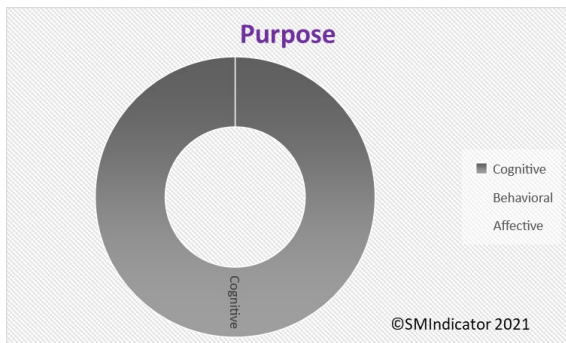 Purpose
Cognitive
Behavioral
Affective
Cognitive
©SMIndicator 2021